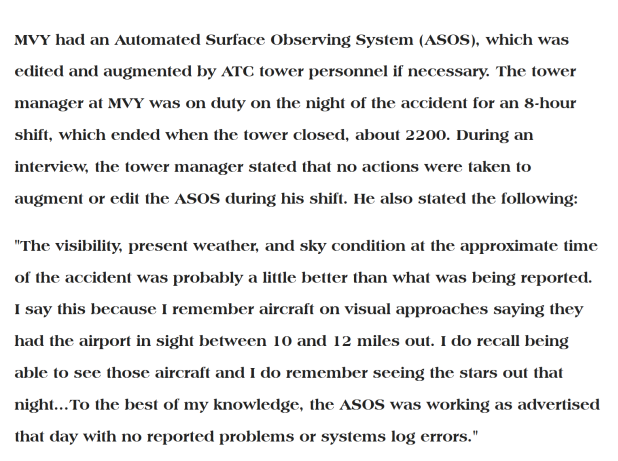 MVY had an Automated Surface Observing System (ASOS), which was
edited and augmented by ATC tower personnel if necessary. The tower
manager at MVY was on duty on the night of the accident for an 8-hour
shift, which ended when the tower closed, about 2200. During an
interview, the tower manager stated that no actions were taken to
augment or edit the ASOS during his shift. He also stated the following:
"The visibility, present weather, and sky condition at the approximate time
of the accident was probably a little better than what was being reported.
I say this because I remember aircraft on visual approaches saying they
had the airport in sight between 10 and 12 miles out. I do recall being
able to see those aircraft and I do remember seeing the stars out that
night...To the best of my knowledge, the ASOS was working as advertised
that day with no reported problems or systems log errors."